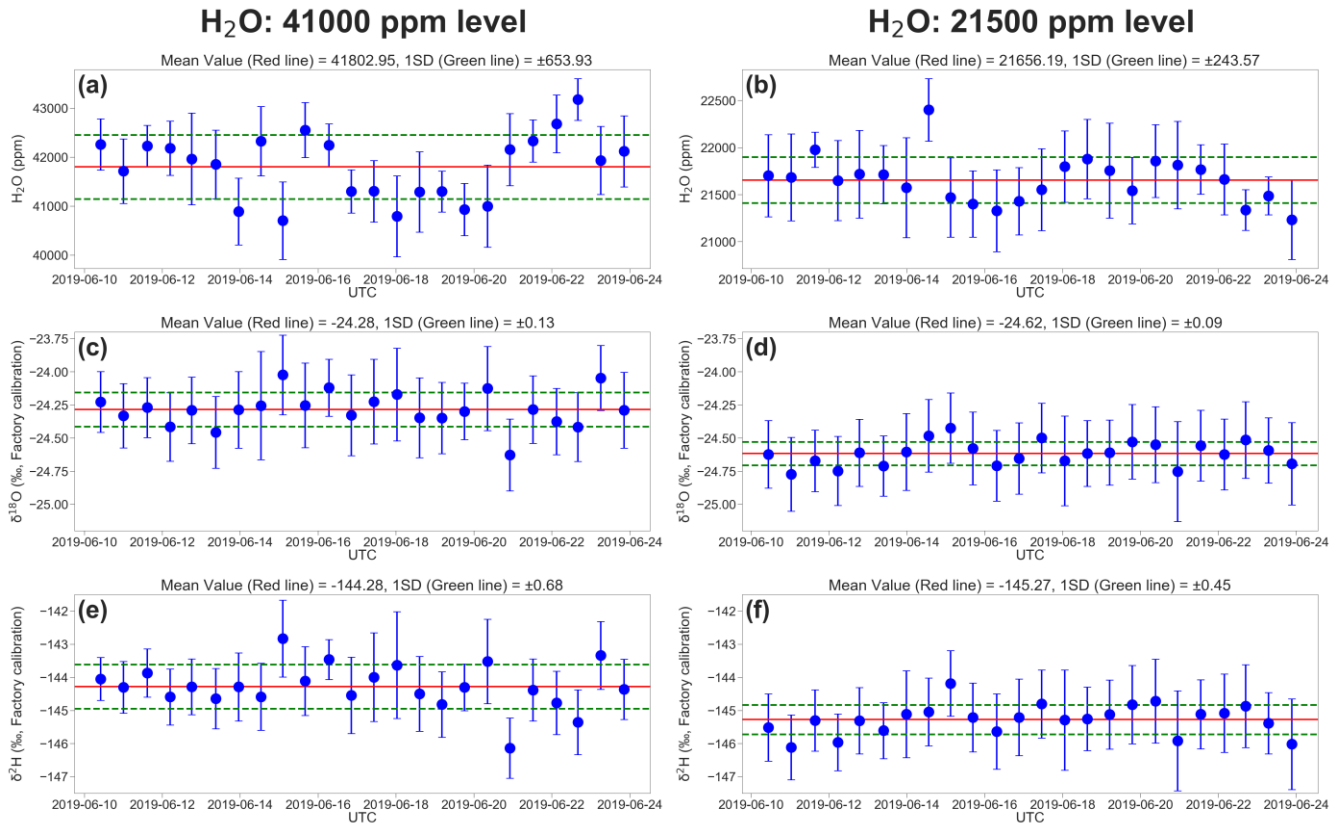 H₂O: 41000 ppm level
H₂O: 21500 ppm level
Mean Value (Red line) = 41802.95, 1SD (Green line) = ±653.93
(a)
H₂O (ppm)
43000
42000
41000
40000
2019-06-10 2019-06-12 2019-06-14 2019-06-16 2019-06-18 2019-06-20 2019-06-22 2019-06-24
UTC
Mean Value (Red line) = 21656.19, 1SD (Green line) = ±243.57
(b)
H₂O (ppm)
22500
22000
21500
21000
2019-06-10 2019-06-12 2019-06-14 2019-06-16 2019-06-18 2019-06-20 2019-06-22 2019-06-24
UTC
Mean Value (Red line) = -24.28, 1SD (Green line) = ±0.13
(c)
δ¹⁸O (‰, Factory calibration)
−23.75
−24.00
−24.25
−24.50
−24.75
−25.00
2019-06-10 2019-06-12 2019-06-14 2019-06-16 2019-06-18 2019-06-20 2019-06-22 2019-06-24
UTC
Mean Value (Red line) = -24.62, 1SD (Green line) = ±0.09
(d)
δ¹⁸O (‰, Factory calibration)
−23.75
−24.00
−24.25
−24.50
−24.75
−25.00
2019-06-10 2019-06-12 2019-06-14 2019-06-16 2019-06-18 2019-06-20 2019-06-22 2019-06-24
UTC
Mean Value (Red line) = -144.28, 1SD (Green line) = ±0.68
(e)
δ²H (‰, Factory calibration)
−142
−143
−144
−145
−146
−147
2019-06-10 2019-06-12 2019-06-14 2019-06-16 2019-06-18 2019-06-20 2019-06-22 2019-06-24
UTC
Mean Value (Red line) = -145.27, 1SD (Green line) = ±0.45
(f)
δ²H (‰, Factory calibration)
−142
−143
−144
−145
−146
−147
2019-06-10 2019-06-12 2019-06-14 2019-06-16 2019-06-18 2019-06-20 2019-06-22 2019-06-24
UTC